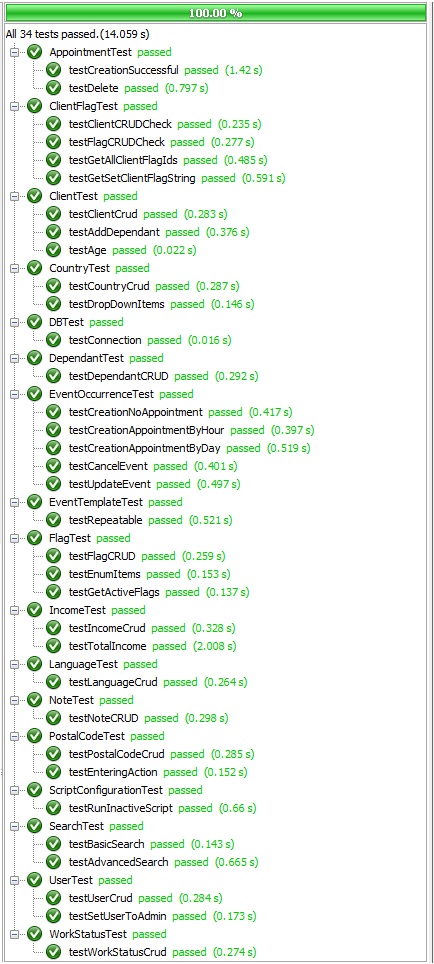 100.00 %
All 34 tests passed.(14.059 s)
AppointmentTest passed
testCreationSuccessful passed (1.42 s)
testDelete passed (0.797 s)
ClientFlagTest passed
testClientCRUDCheck passed (0.235 s)
testFlagCRUDCheck passed (0.277 s)
testGetAllClientFlagIds passed (0.485 s)
testGetSetClientFlagString passed (0.591 s)
ClientTest passed
testClientCrud passed (0.283 s)
testAddDependant passed (0.376 s)
testAge passed (0.022 s)
CountryTest passed
testCountryCrud passed (0.287 s)
testDropDownItems passed (0.146 s)
DBTest passed
testConnection passed (0.016 s)
DependantTest passed
testDependantCRUD passed (0.292 s)
EventOccurrenceTest passed
testCreationNoAppointment passed (0.417 s)
testCreationAppointmentByHour passed (0.397 s)
testCreationAppointmentByDay passed (0.519 s)
testCancelEvent passed (0.401 s)
testUpdateEvent passed (0.497 s)
EventTemplateTest passed
testRepeatable passed (0.521 s)
FlagTest passed
testFlagCRUD passed (0.259 s)
testEnumItems passed (0.153 s)
testGetActiveFlags passed (0.137 s)
IncomeTest passed
testIncomeCrud passed (0.328 s)
testTotalIncome passed (2.008 s)
LanguageTest passed
testLanguageCrud passed (0.264 s)
NoteTest passed
testNoteCRUD passed (0.298 s)
PostalCodeTest passed
testPostalCodeCrud passed (0.285 s)
testEnteringAction passed (0.152 s)
ScriptConfigurationTest passed
testRunInactiveScript passed (0.66 s)
SearchTest passed
testBasicSearch passed (0.143 s)
testAdvancedSearch passed (0.665 s)
UserTest passed
testUserCrud passed (0.284 s)
testSetUserToAdmin passed (0.173 s)
WorkStatusTest passed
testWorkStatusCrud passed (0.274 s)